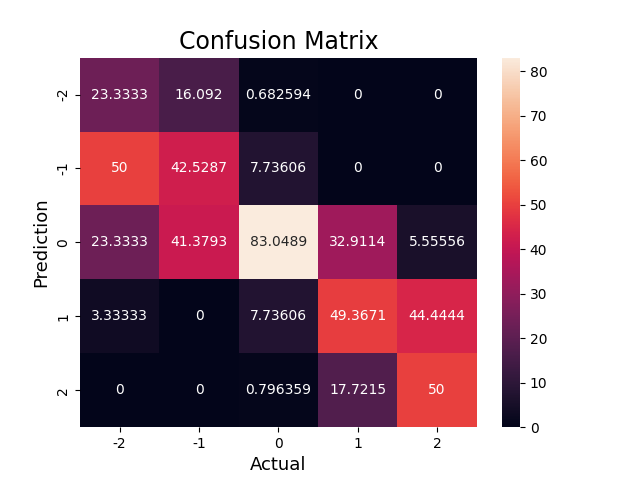 Confusion Matrix
-2 23.3333 16.092 0.682594 0 0
-1 50 42.5287 7.73606 0 0
0 23.3333 41.3793 83.0489 32.9114 5.55556
1 3.33333 0 7.73606 49.3671 44.4444
2 0 0 0.796359 17.7215 50
-2 -1 0 1 2
Prediction
Actual
80
70
60
50
40
30
20
10
0